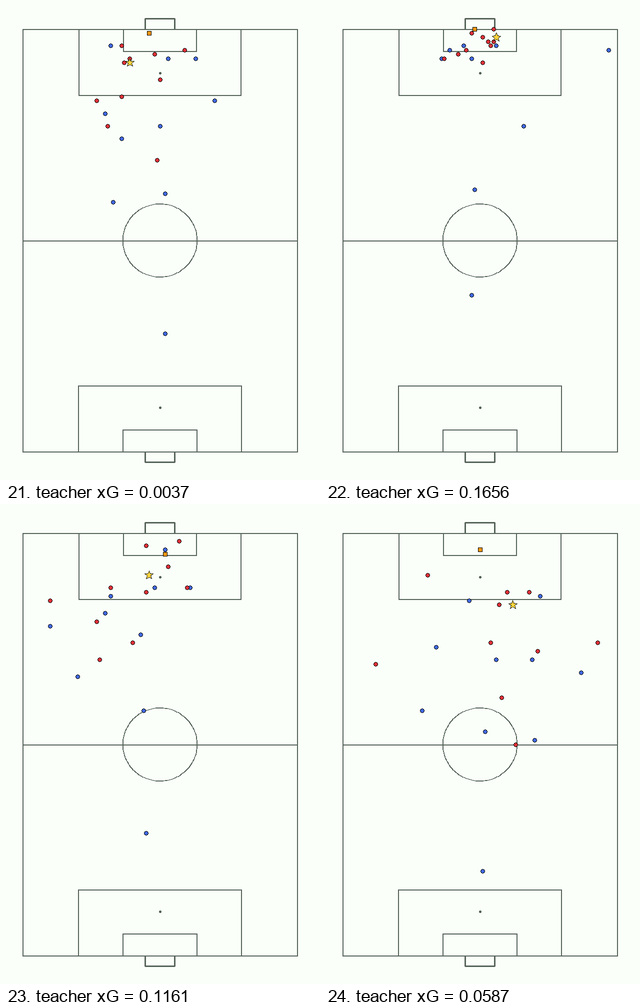 21. teacher xG = 0.0037
22. teacher xG = 0.1656
23. teacher xG = 0.1161
24. teacher xG = 0.0587